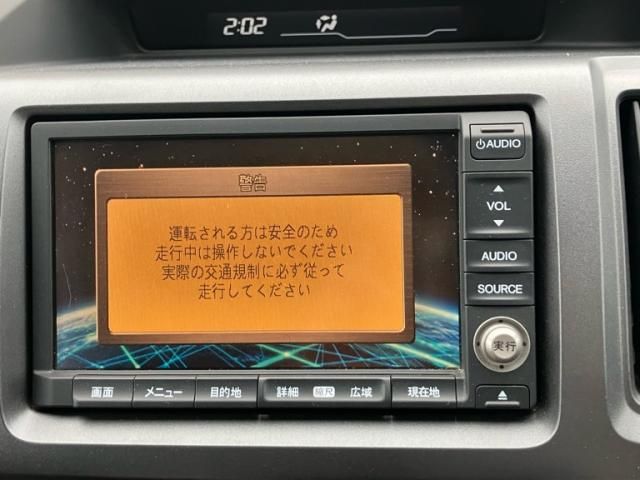 2:02
警告
運転される方は安全のため
走行中は操作しないでください
実際の交通規制に必ず従って
走行してください
AUDIO
VOL
AUDIO
SOURCE
実行
画面 メニュー 目的地 詳細 縮尺 広域 現在地